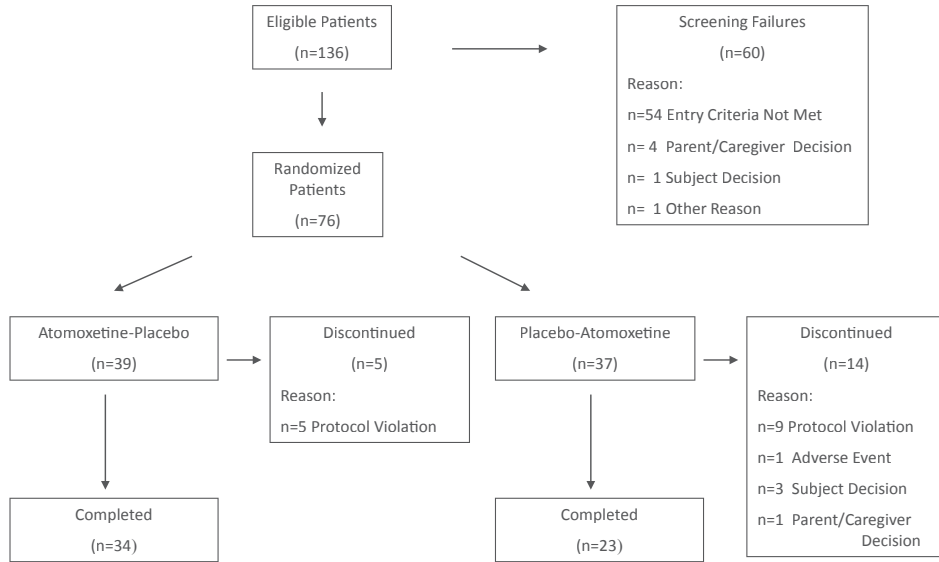 Eligible Patients
(n=136)
Screening Failures
(n=60)
Reason:
n=54 Entry Criteria Not Met
n= 4 Parent/Caregiver Decision
n= 1 Subject Decision
n= 1 Other Reason
Randomized
Patients
(n=76)
Atomoxetine-Placebo
(n=39)
Discontinued
(n=5)
Reason:
n=5 Protocol Violation
Placebo-Atomoxetine
(n=37)
Discontinued
(n=14)
Reason:
n=9 Protocol Violation
n=1 Adverse Event
n=3 Subject Decision
n=1 Parent/Caregiver
Decision
Completed
(n=34)
Completed
(n=23)